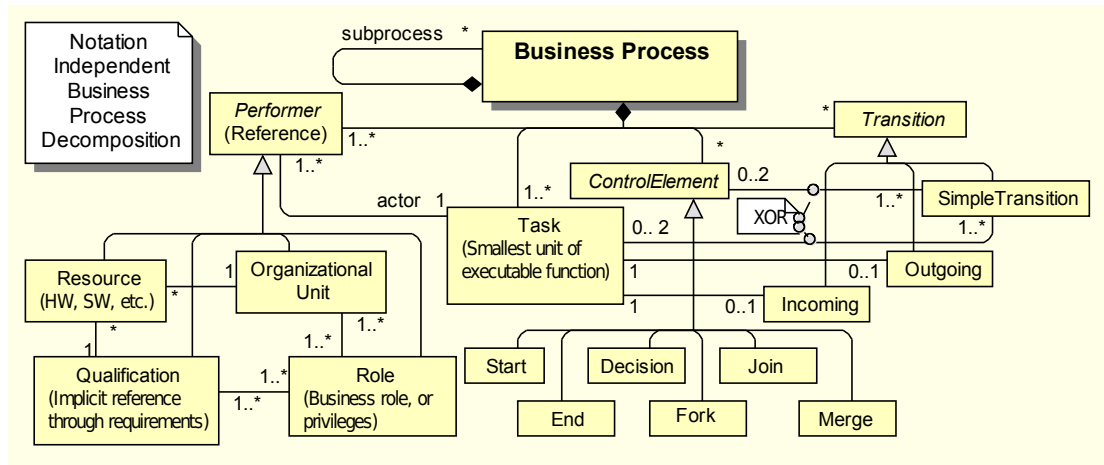 Notation
Independent
Business
Process
Decomposition
subprocess *
Business Process
Performer
(Reference)
1..*
1..*
*
Transition
*
ControlElement
0..2
1..*
SimpleTransition
1..*
XOR
actor 1
1..*
Task
(Smallest unit of
executable function)
0.. 2
1
0..1
Outgoing
1
0..1
Incoming
Resource
(HW, SW, etc.)
*
1
Organizational
Unit
*
1
1..*
1..*
Qualification
(Implicit reference
through requirements)
1..*
1..*
Role
(Business role, or
privileges)
Start
Decision
Join
End
Fork
Merge